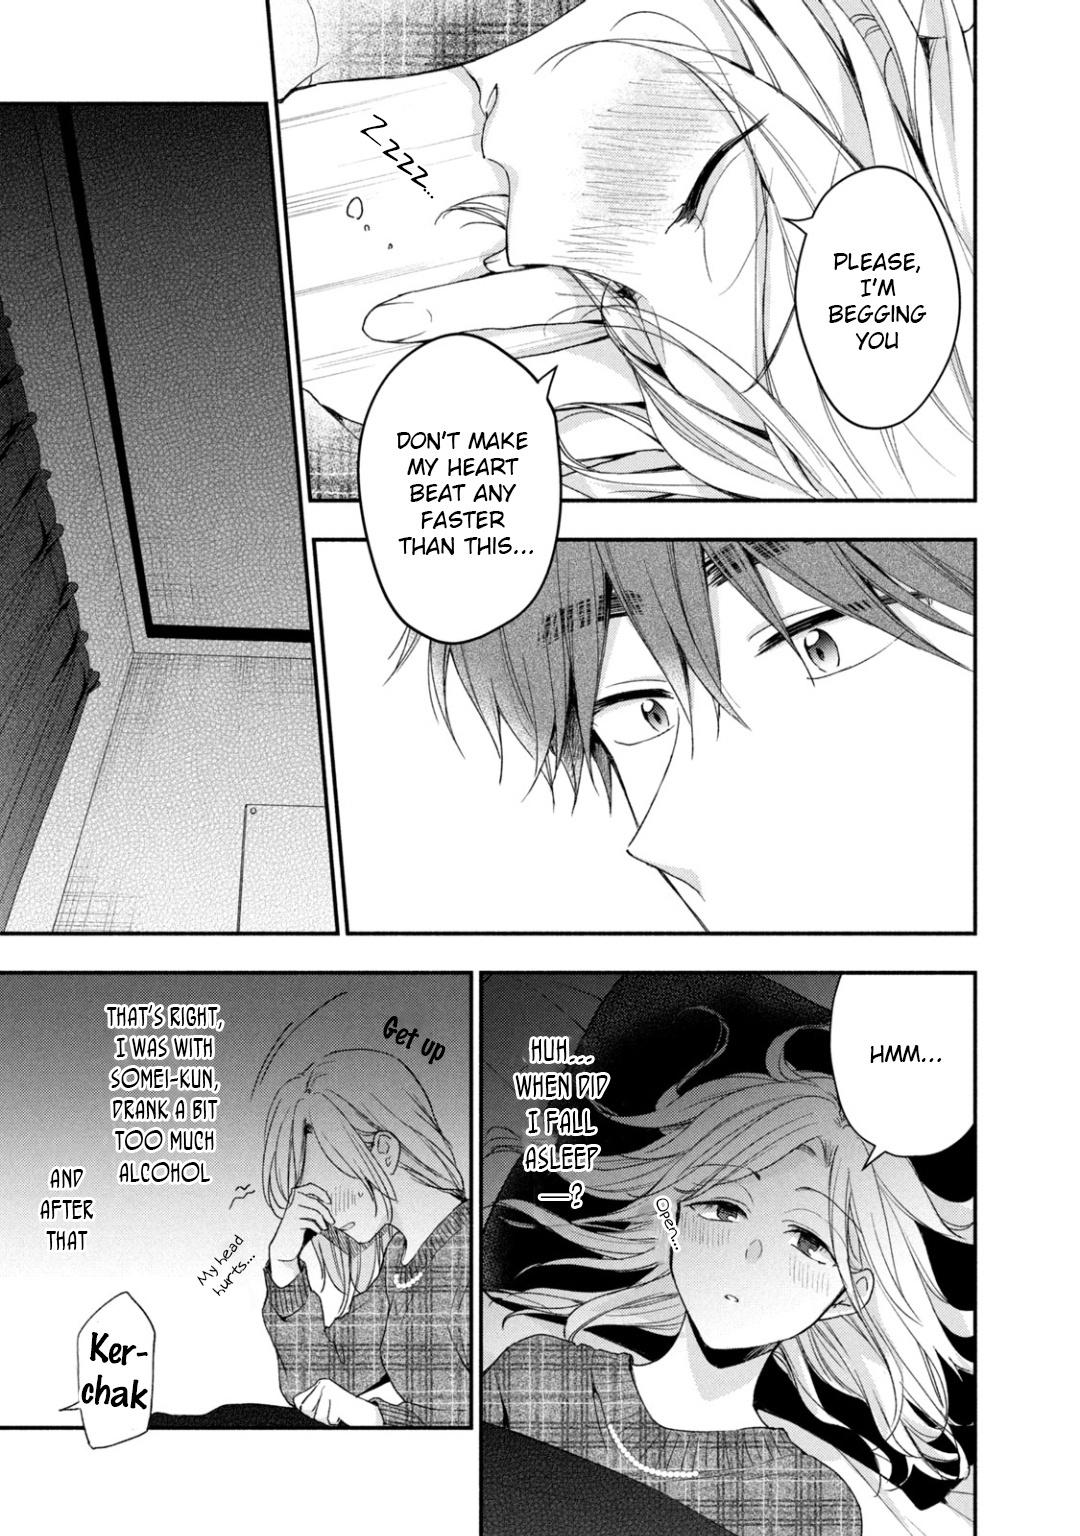 ZZZZZ...
PLEASE,
I'M
BEGGING
YOU
DON'T MAKE
MY HEART
BEAT ANY
FASTER
THAN THIS...
HMM...
Open...
HUH...
WHEN DID
I FALL
ASLEEP
—?
Get up
THAT'S RIGHT,
I WAS WITH
SOMEI-KUN,
DRANK A BIT
TOO MUCH
ALCOHOL
My head
hurts...
AND
AFTER
THAT
Ker-
chak